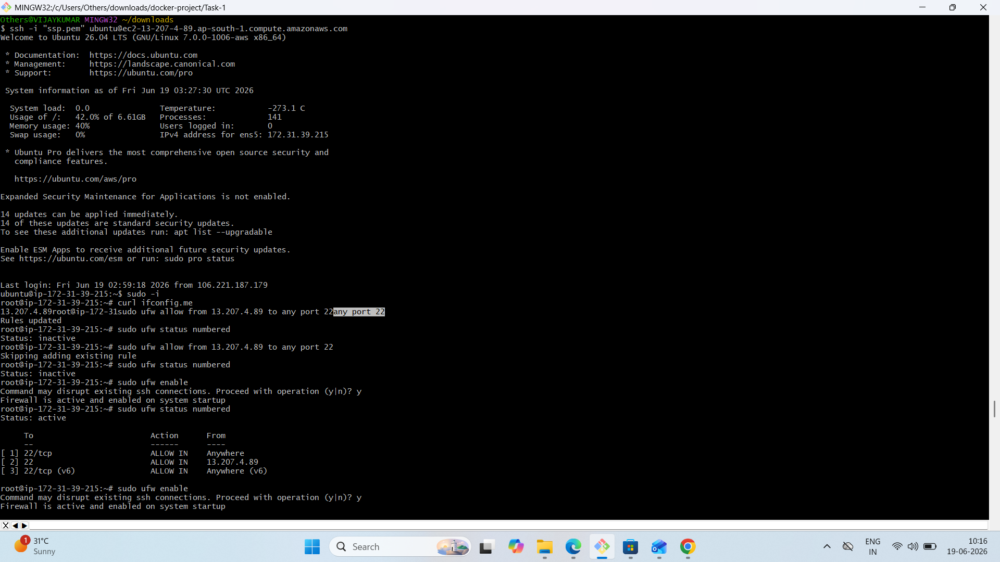 MINGW32:/c/Users/Others/downloads/docker-project/Task-1
Others@VIJAYKUMAR MINGW32 ~/downloads
$ ssh -i "ssp.pem" ubuntu@ec2-13-207-4-89.ap-south-1.compute.amazonaws.com
Welcome to Ubuntu 26.04 LTS (GNU/Linux 7.0.0-1006-aws x86_64)
* Documentation:  https://docs.ubuntu.com
* Management:     https://landscape.canonical.com
* Support:        https://ubuntu.com/pro
System information as of Fri Jun 19 03:27:30 UTC 2026
System load:  0.0               Temperature:           -273.1 C
Usage of /:   42.0% of 6.61GB   Processes:             141
Memory usage: 40%               Users logged in:       0
Swap usage:   0%                IPv4 address for ens5: 172.31.39.215
* Ubuntu Pro delivers the most comprehensive open source security and
compliance features.
https://ubuntu.com/aws/pro
Expanded Security Maintenance for Applications is not enabled.
14 updates can be applied immediately.
14 of these updates are standard security updates.
To see these additional updates run: apt list --upgradable
Enable ESM Apps to receive additional future security updates.
See https://ubuntu.com/esm or run: sudo pro status
Last login: Fri Jun 19 02:59:18 2026 from 106.221.187.179
ubuntu@ip-172-31-39-215:~$ sudo -i
root@ip-172-31-39-215:~# curl ifconfig.me
13.207.4.89root@ip-172-31sudo ufw allow from 13.207.4.89 to any port 22any port 22
Rules updated
root@ip-172-31-39-215:~# sudo ufw status numbered
Status: inactive
root@ip-172-31-39-215:~# sudo ufw allow from 13.207.4.89 to any port 22
Skipping adding existing rule
root@ip-172-31-39-215:~# sudo ufw status numbered
Status: inactive
root@ip-172-31-39-215:~# sudo ufw enable
Command may disrupt existing ssh connections. Proceed with operation (y|n)? y
Firewall is active and enabled on system startup
root@ip-172-31-39-215:~# sudo ufw status numbered
Status: active
To                         Action      From
--                         ------      ----
[ 1] 22/tcp                     ALLOW IN    Anywhere
[ 2] 22                         ALLOW IN    13.207.4.89
[ 3] 22/tcp (v6)                ALLOW IN    Anywhere (v6)
root@ip-172-31-39-215:~# sudo ufw enable
Command may disrupt existing ssh connections. Proceed with operation (y|n)? y
Firewall is active and enabled on system startup
1
31°C
Sunny
Search
ENG
IN
10:16
19-06-2026